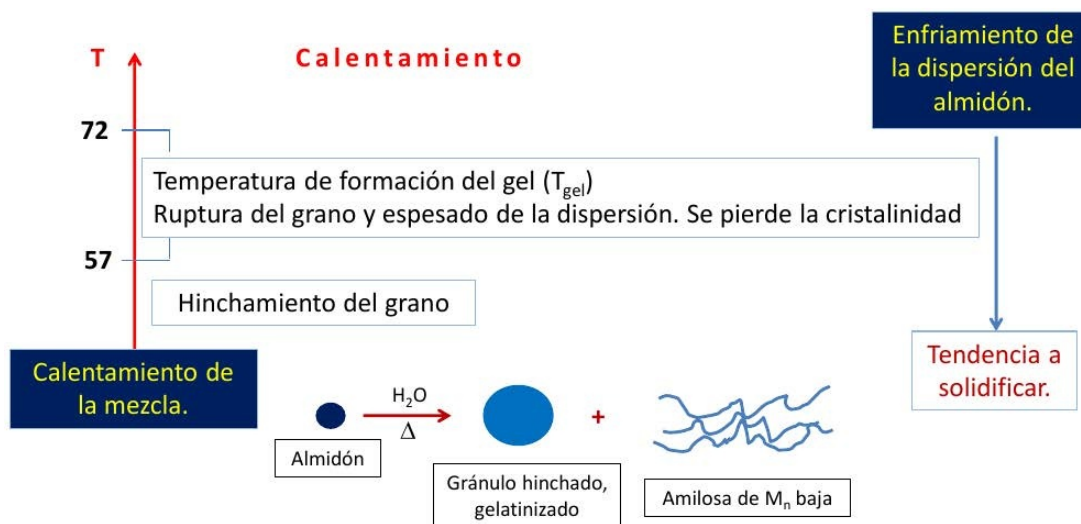 T
Calentamiento
Enfriamiento de
la dispersión del
almidón.
72
Temperatura de formación del gel (Tgel)
Ruptura del grano y espesado de la dispersión. Se pierde la cristalinidad
57
Hinchamiento del grano
Calentamiento de
la mezcla.
Tendencia a
solidificar.
H2O
Δ
+
Almidón
Gránulo hinchado,
gelatinizado
Amilosa de Mn baja